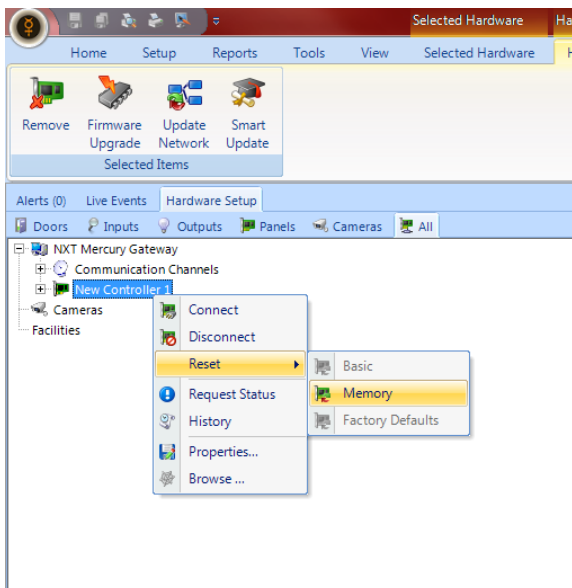 Selected Hardware Ha
Home Setup Reports Tools View Selected Hardware H
Remove Firmware Update Smart
Upgrade Network Update
Selected Items
Alerts (0) Live Events Hardware Setup
Doors Inputs Outputs Panels Cameras All
NXT Mercury Gateway
Communication Channels
New Controller 1
Cameras
Facilities
Connect
Disconnect
Reset
Request Status
History
Properties...
Browse ...
Basic
Memory
Factory Defaults